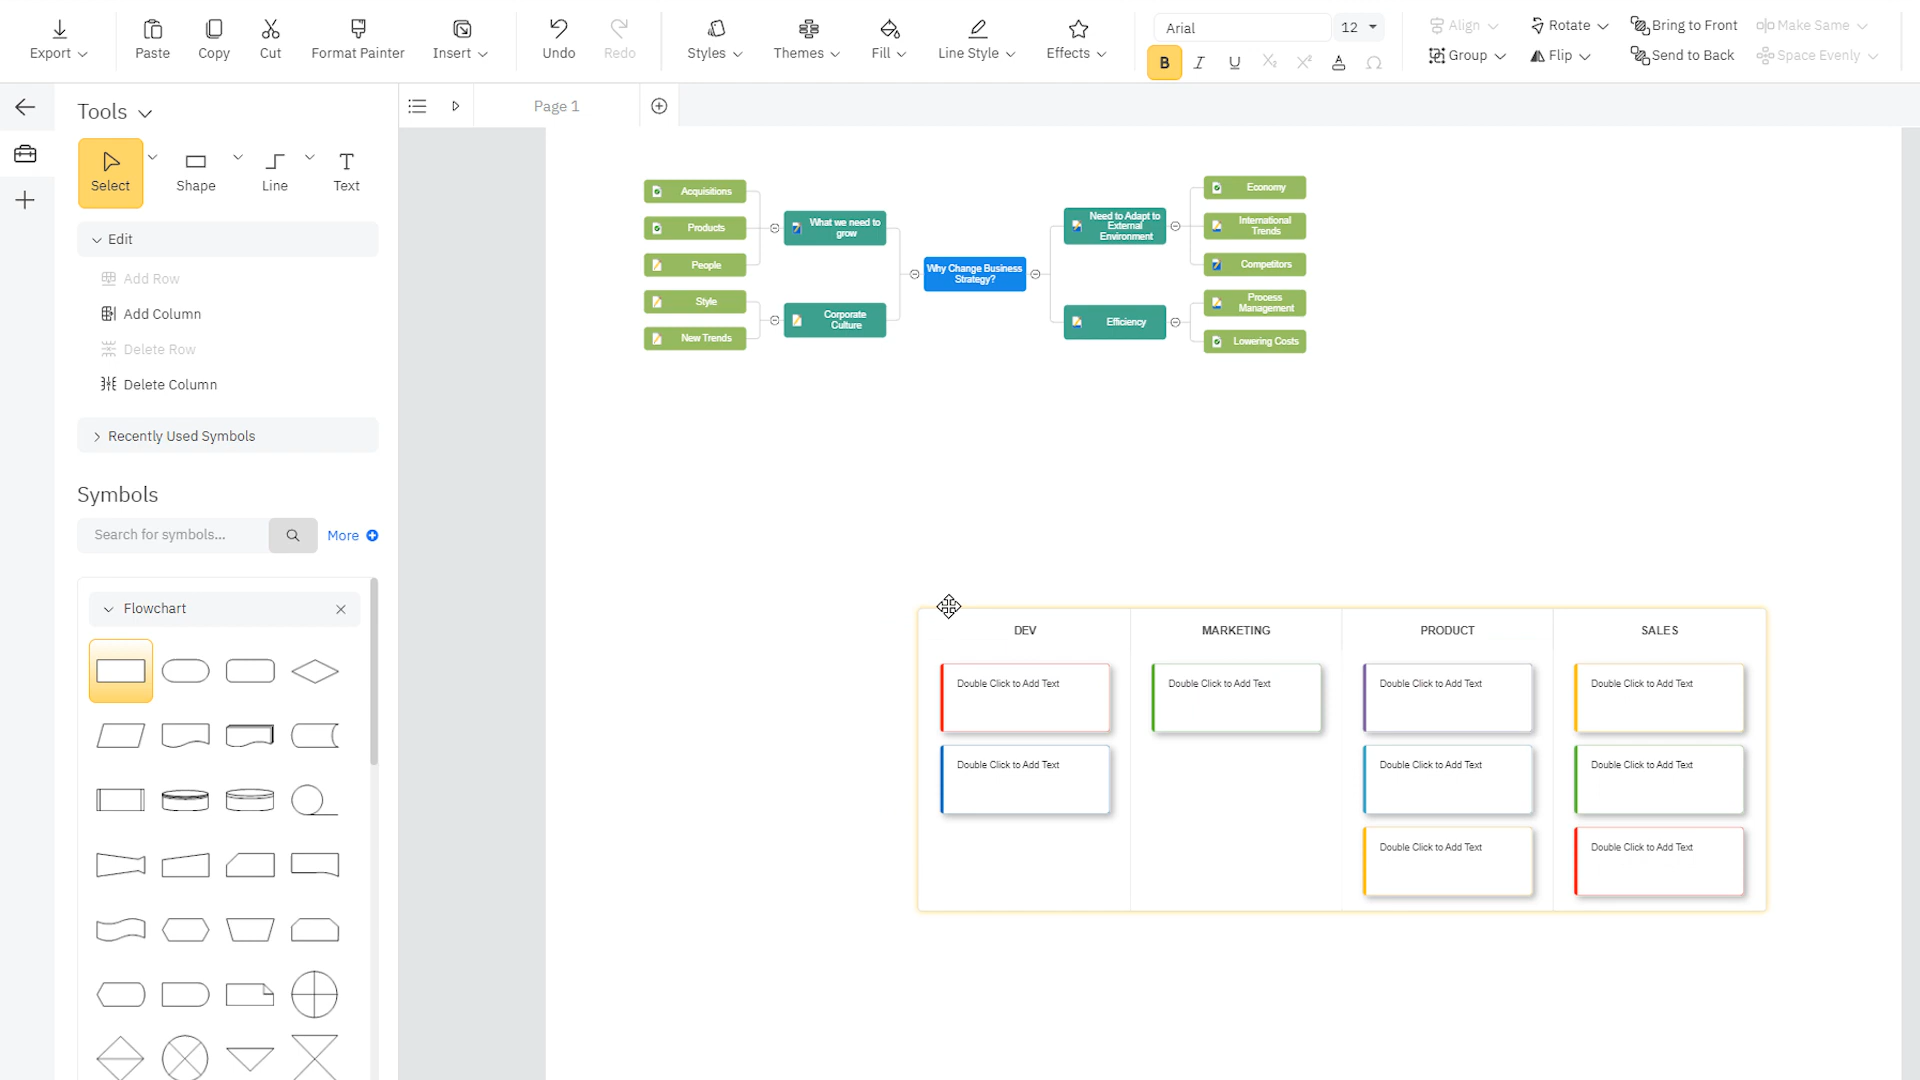 Export
Paste
Copy
Cut
Format Painter
Insert
Undo
Redo
Styles
Themes
Fill
Line Style
Effects
Arial
12
B
I
U
X₂
X²
A
Ω
Align
Group
Rotate
Flip
Bring to Front
Send to Back
Make Same
Space Evenly
Tools
Select
Shape
Line
T
Text
Edit
Add Row
Add Column
Delete Row
Delete Column
Recently Used Symbols
Symbols
Search for symbols...
More
Flowchart
Page 1
Acquisitions
Products
People
Style
New Trends
What we need to
grow
Corporate
Culture
Why Change Business
Strategy?
Need to Adapt to
External
Environment
Efficiency
Economy
International
Trends
Competitors
Process
Management
Lowering Costs
DEV
Double Click to Add Text
Double Click to Add Text
MARKETING
Double Click to Add Text
PRODUCT
Double Click to Add Text
Double Click to Add Text
Double Click to Add Text
SALES
Double Click to Add Text
Double Click to Add Text
Double Click to Add Text